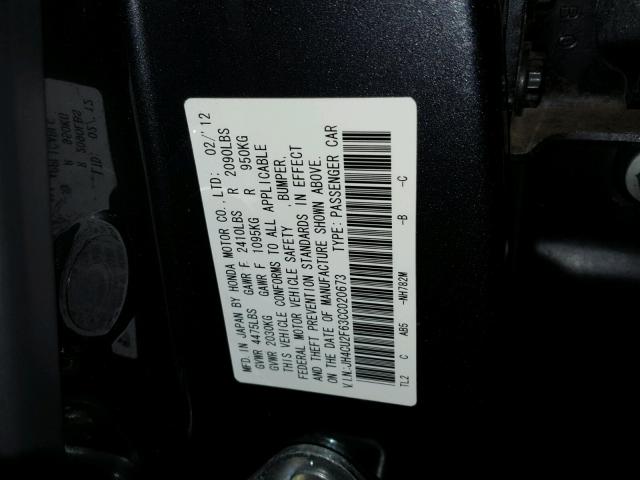 MFD. IN JAPAN BY HONDA MOTOR CO., LTD. 02/'12
GVWR 4475LBS GAWR F 2410LBS R 2090LBS
GVWR 2030KG GAWR F 1095KG R 950KG
THIS VEHICLE CONFORMS TO ALL APPLICABLE
FEDERAL MOTOR VEHICLE SAFETY , BUMPER,
AND THEFT PREVENTION STANDARDS IN EFFECT
ON THE DATE OF MANUFACTURE SHOWN ABOVE.
V.I.N.:JH4CU2F63CC020673 TYPE: PASSENGER CAR
TL2 C AB5 -NH782M -B -C